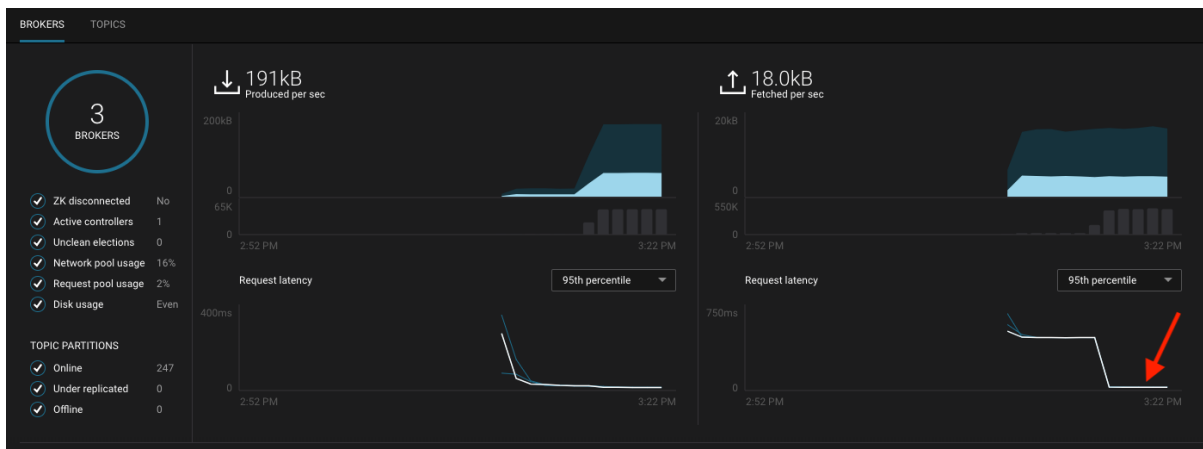 BROKERS TOPICS
3
BROKERS
ZK disconnected No
Active controllers 1
Unclean elections 0
Network pool usage 16%
Request pool usage 2%
Disk usage Even
TOPIC PARTITIONS
Online 247
Under replicated 0
Offline 0
191kB
Produced per sec
200kB
0
65K
0
2:52 PM 3:22 PM
Request latency 95th percentile
400ms
0
2:52 PM 3:22 PM
18.0kB
Fetched per sec
20kB
0
550K
0
2:52 PM 3:22 PM
Request latency 95th percentile
750ms
0
2:52 PM 3:22 PM